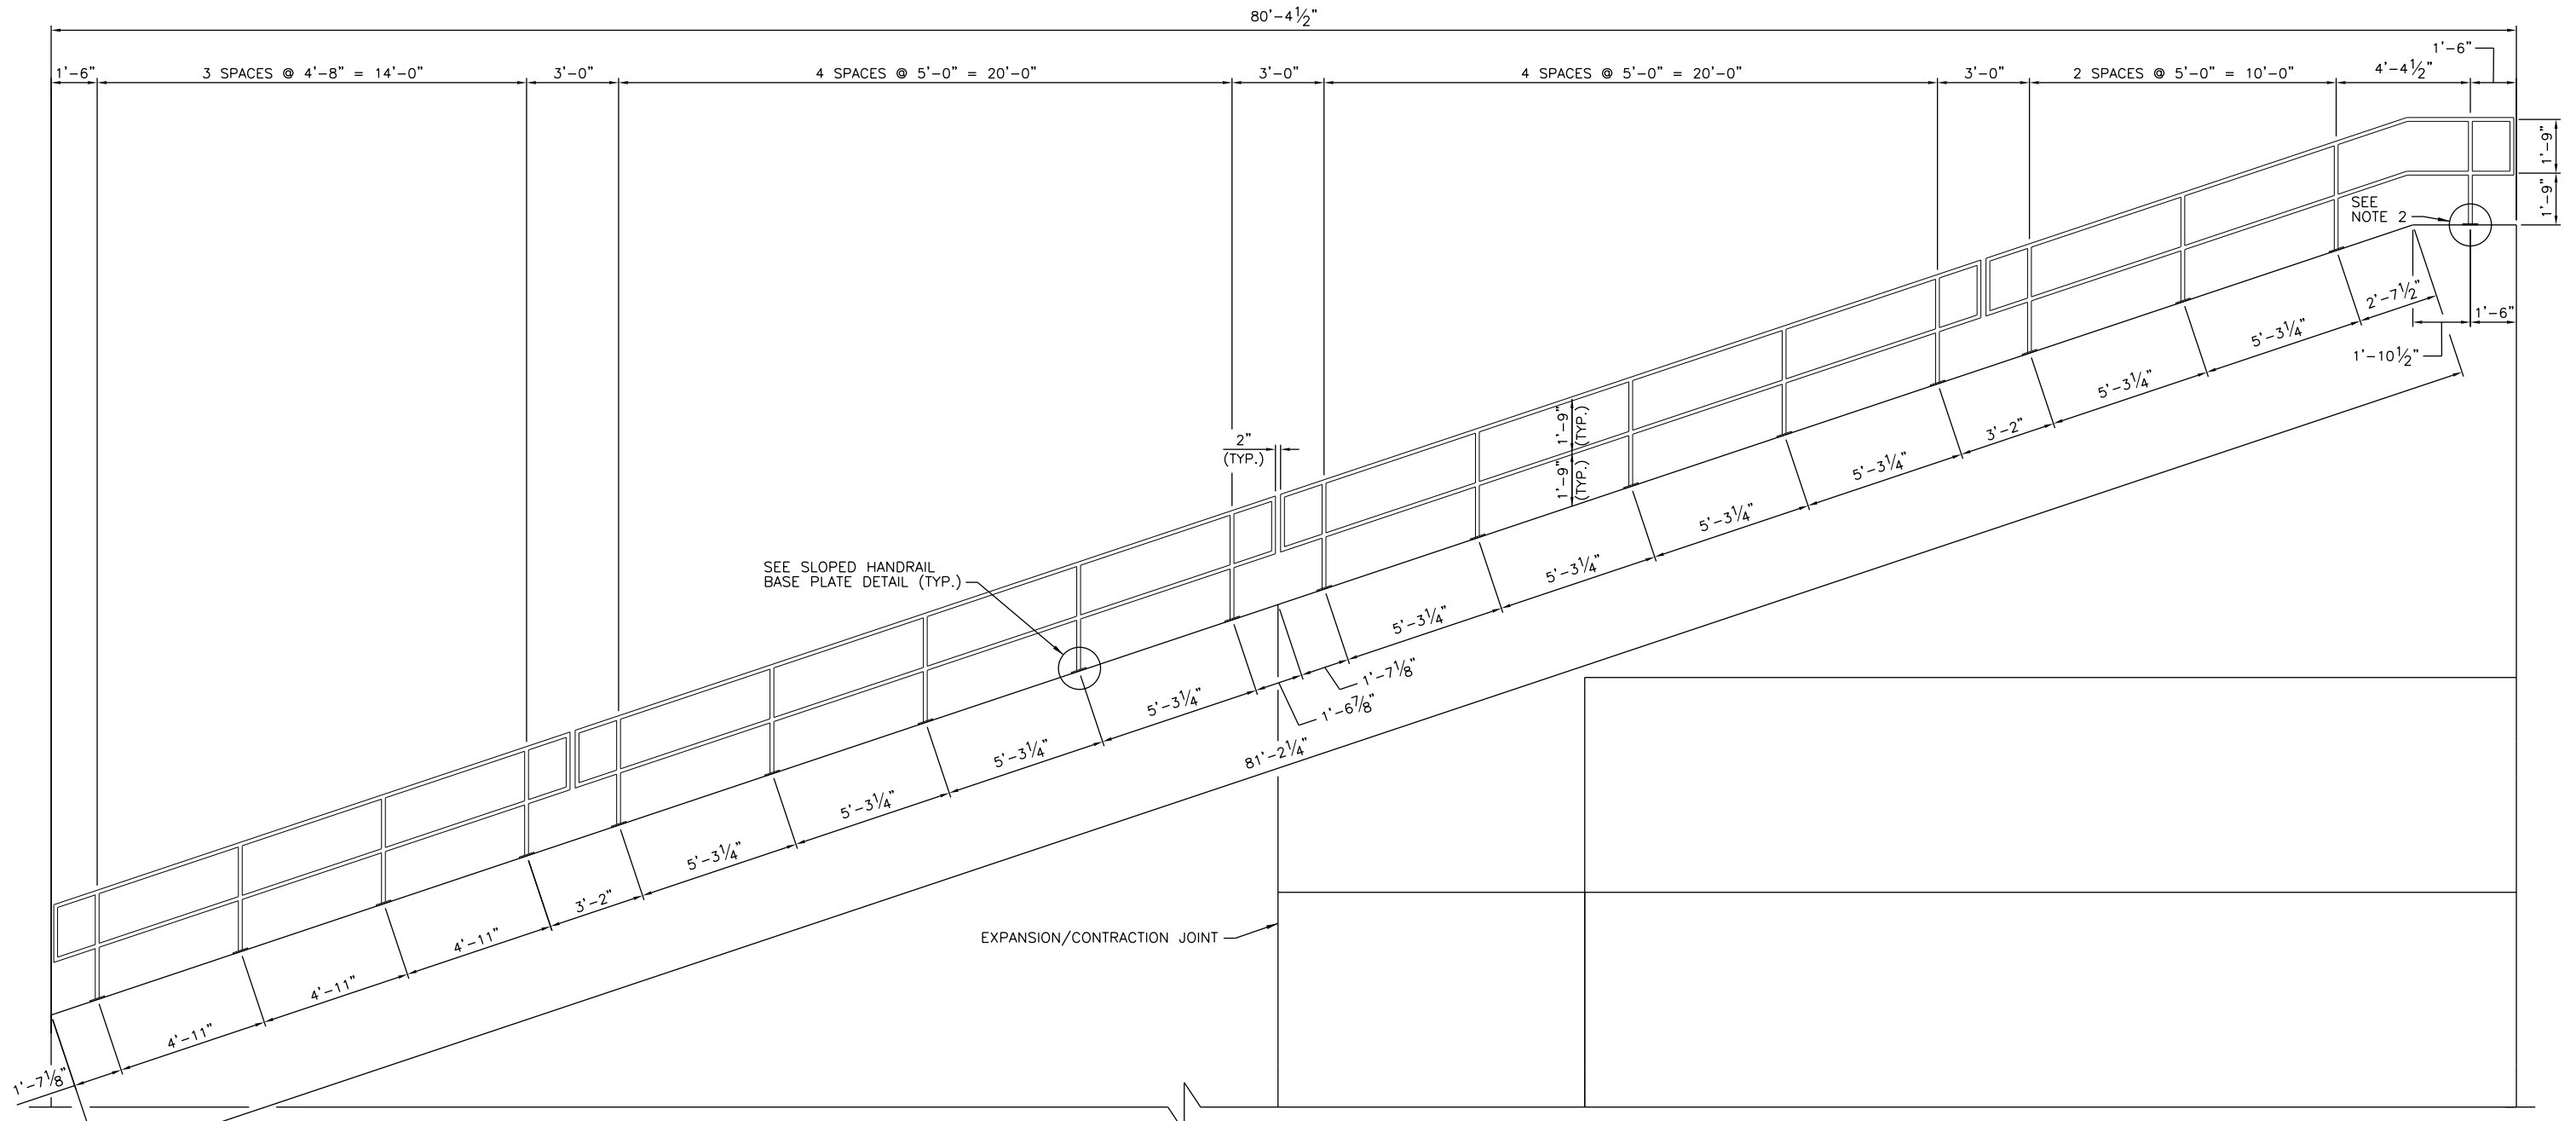 80'-4½"
1'-6"
1'-6"
3 SPACES @ 4'-8" = 14'-0"
3'-0"
4 SPACES @ 5'-0" = 20'-0"
3'-0"
4 SPACES @ 5'-0" = 20'-0"
3'-0"
2 SPACES @ 5'-0" = 10'-0"
4'-4½"
1'-9"
1'-9"
SEE
NOTE 2
2'-7½"
1'-6"
1'-10½"
5'-3¼"
5'-3¼"
3'-2"
5'-3¼"
5'-3¼"
5'-3¼"
5'-3¼"
1'-9"
(TYP.)
1'-9"
(TYP.)
2"
(TYP.)
SEE SLOPED HANDRAIL
BASE PLATE DETAIL (TYP.)
1'-7⅛"
1'-6⅞"
5'-3¼"
5'-3¼"
5'-3¼"
5'-3¼"
81'-2¼"
3'-2"
4'-11"
4'-11"
4'-11"
1'-7⅛"
EXPANSION/CONTRACTION JOINT